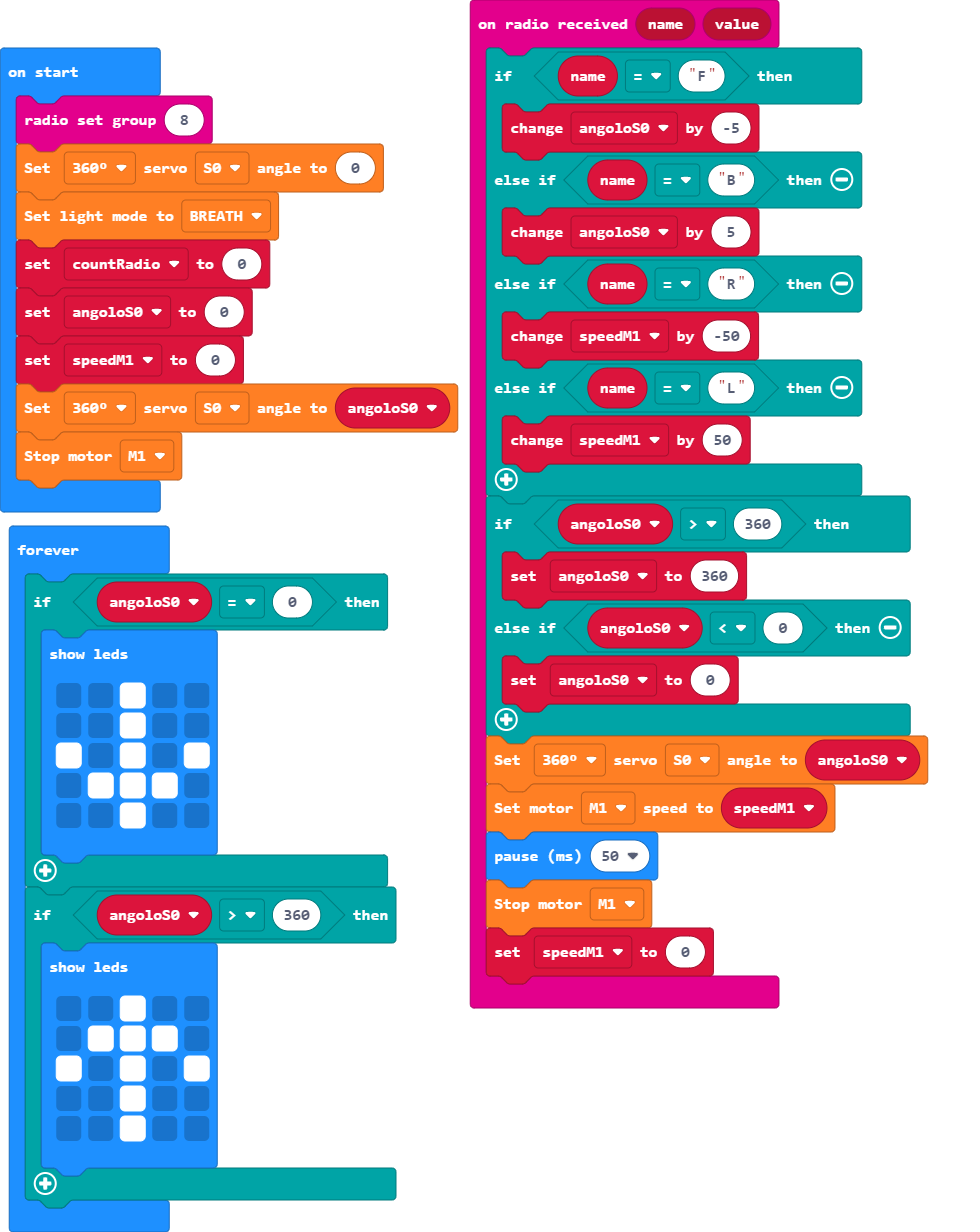 on start
radio set group 8
Set 360º servo S0 angle to 0
Set light mode to BREATH
set countRadio to 0
set angoloS0 to 0
set speedM1 to 0
Set 360º servo S0 angle to angoloS0
Stop motor M1
forever
if angoloS0 = 0 then
show leds
if angoloS0 > 360 then
show leds
on radio received name value
if name = "F" then
change angoloS0 by -5
else if name = "B" then
change angoloS0 by 5
else if name = "R" then
change speedM1 by -50
else if name = "L" then
change speedM1 by 50
if angoloS0 > 360 then
set angoloS0 to 360
else if angoloS0 < 0 then
set angoloS0 to 0
Set 360º servo S0 angle to angoloS0
Set motor M1 speed to speedM1
pause (ms) 50
Stop motor M1
set speedM1 to 0